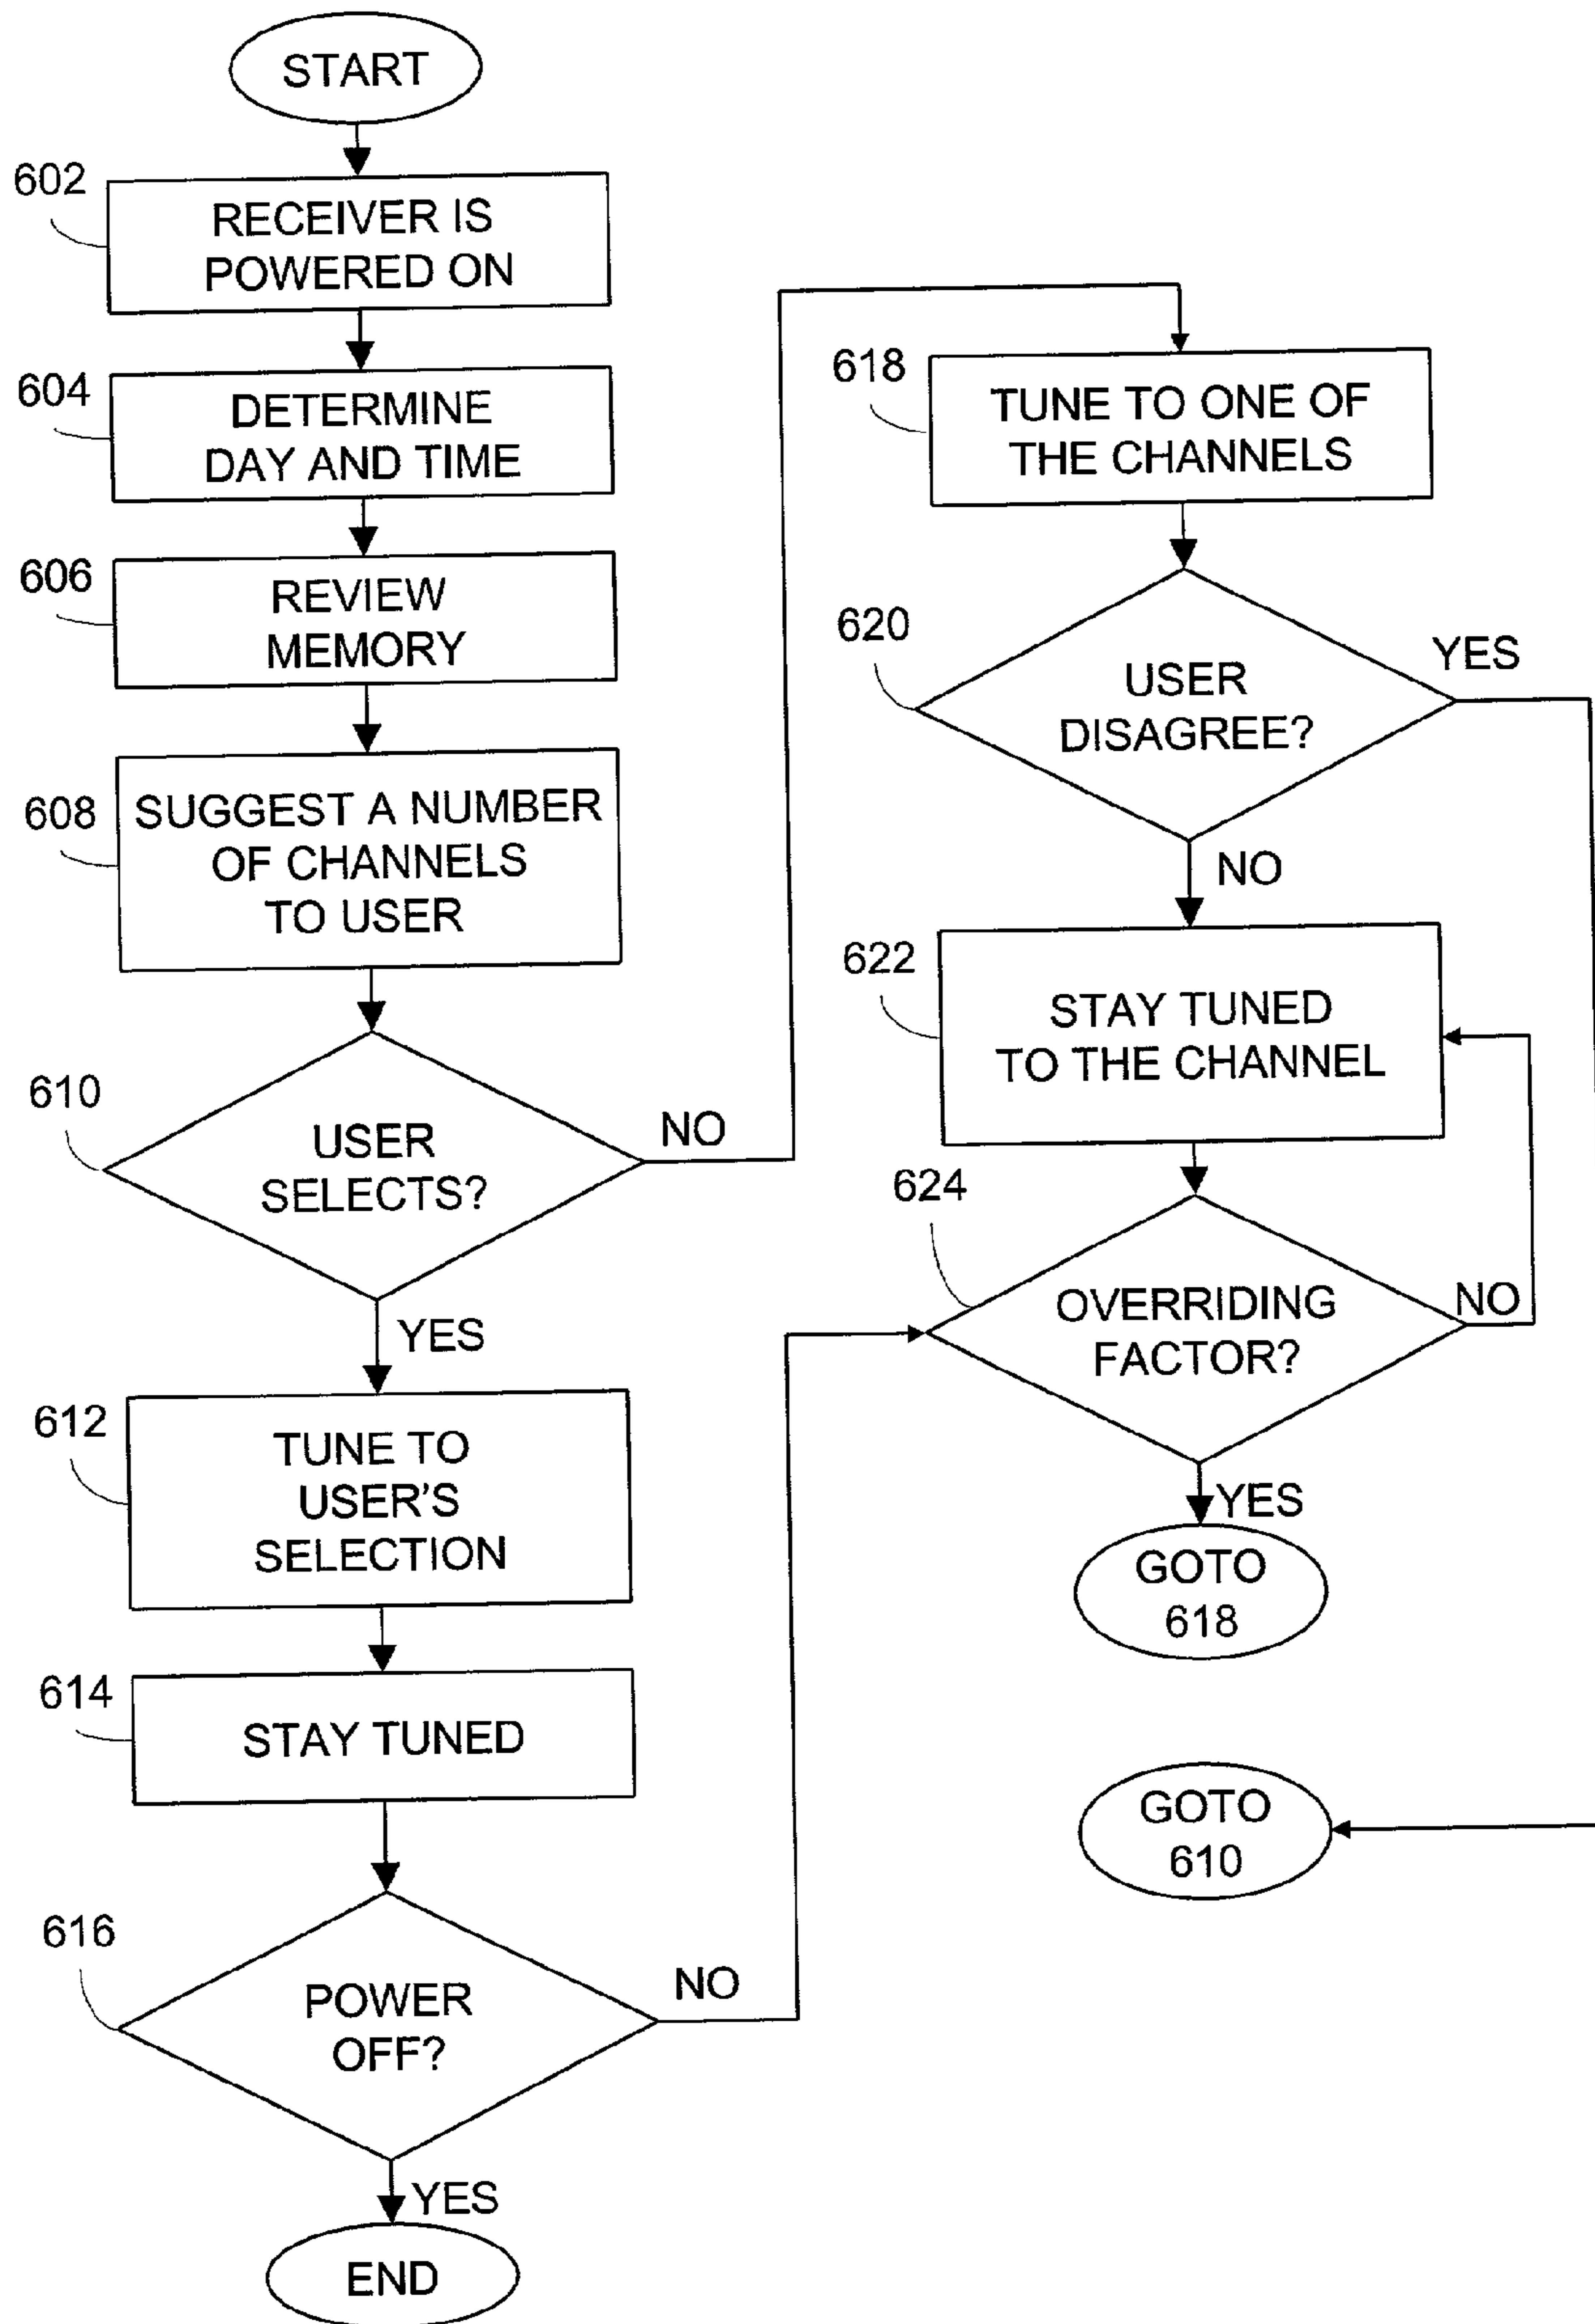 START
602
RECEIVER IS
POWERED ON
604
DETERMINE
DAY AND TIME
606
REVIEW
MEMORY
608
SUGGEST A NUMBER
OF CHANNELS
TO USER
610
USER
SELECTS?
NO
YES
612
TUNE TO
USER'S
SELECTION
614
STAY TUNED
616
POWER
OFF?
NO
YES
END
618
TUNE TO ONE OF
THE CHANNELS
620
USER
DISAGREE?
YES
NO
622
STAY TUNED
TO THE CHANNEL
624
OVERRIDING
FACTOR?
NO
YES
GOTO
618
GOTO
610